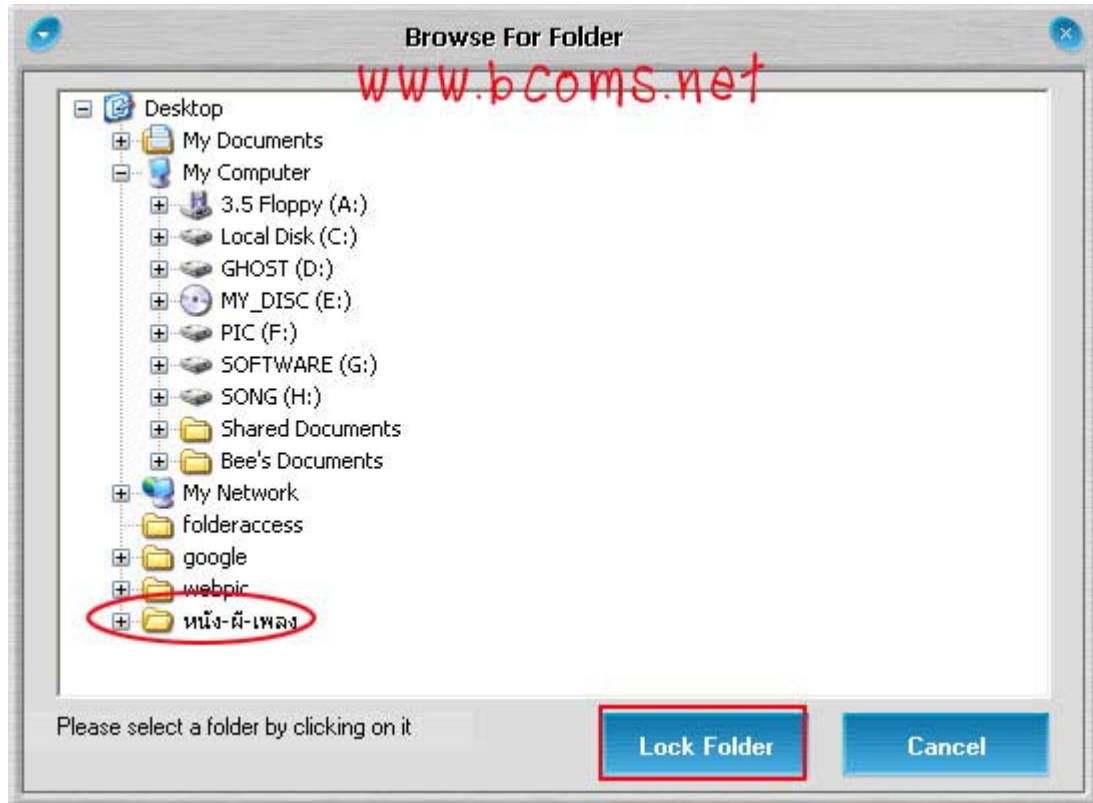 Browse For Folder
www.bcoms.net
Desktop
My Documents
My Computer
3.5 Floppy (A:)
Local Disk (C:)
GHOST (D:)
MY_DISC (E:)
PIC (F:)
SOFTWARE (G:)
SONG (H:)
Shared Documents
Bee's Documents
My Network
folderaccess
google
webpic
หนัง-ผี-เพลง
Please select a folder by clicking on it
Lock Folder
Cancel